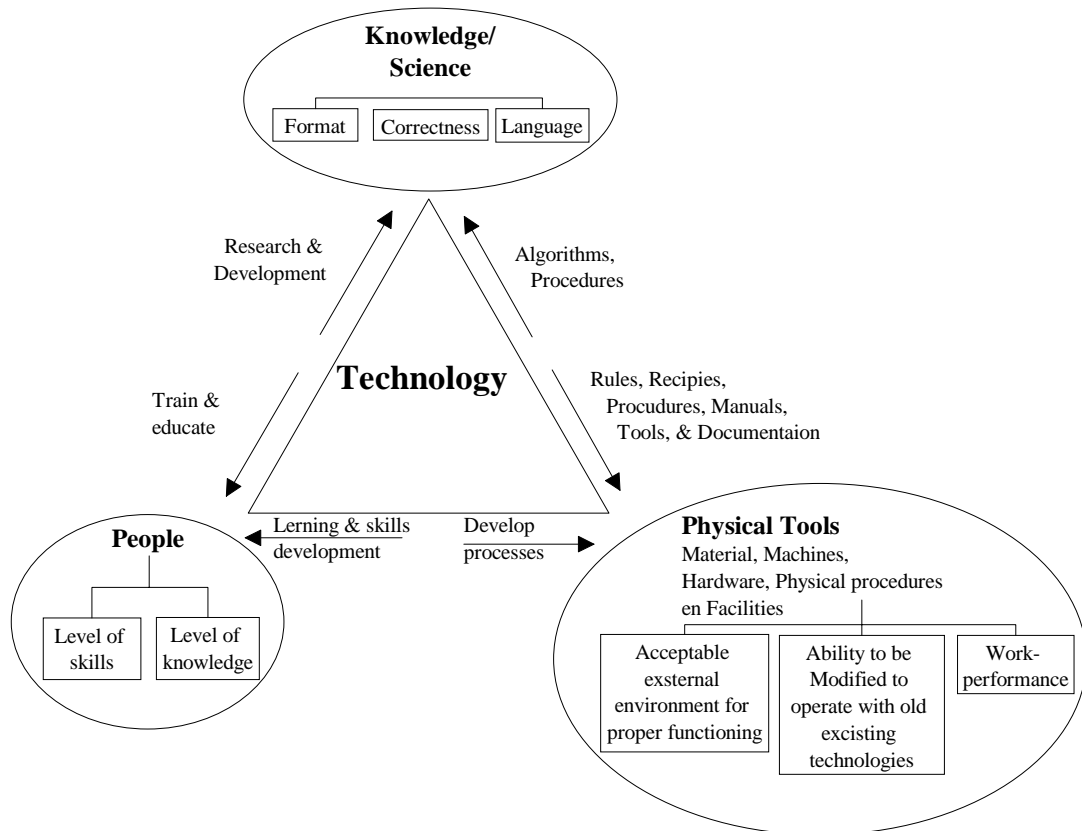 Knowledge/
Science
Format
Correctness
Language
Research &
Development
Algorithms,
Procedures
Technology
Train &
educate
Rules, Recipies,
Procudures, Manuals,
Tools, & Documentaion
Lerning & skills
development
Develop
processes
People
Level of
skills
Level of
knowledge
Physical Tools
Material, Machines,
Hardware, Physical procedures
en Facilities
Acceptable
exsternal
environment for
proper functioning
Ability to be
Modified to
operate with old
excisting
technologies
Work-
performance